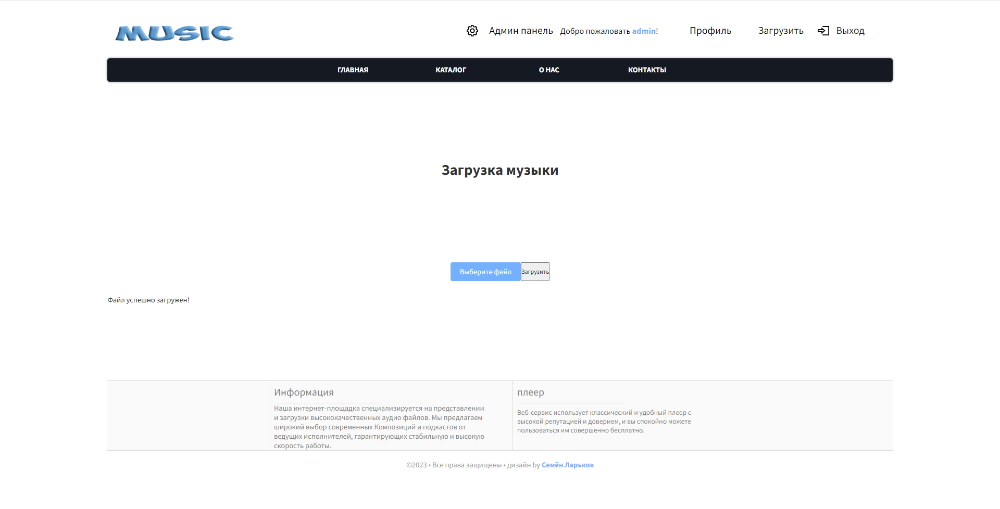 MUSIC
Админ панель Добро пожаловать admin! Профиль Загрузить Выход
ГЛАВНАЯ КАТАЛОГ О НАС КОНТАКТЫ
Загрузка музыки
Выберите файл Загрузить
Файл успешно загружен!
Информация
Наша интернет-площадка специализируется на представлении
и загрузки высококачественных аудио файлов. Мы предлагаем
широкий выбор современных Композиций и подкастов от
ведущих исполнителей, гарантирующих стабильную и высокую
скорость работы.
плеер
Веб-сервис использует классический и удобный плеер с
высокой репутацией и доверием, и вы спокойно можете
пользоваться им совершенно бесплатно.
©2023 • Все права защищены • дизайн by Семён Ларьков